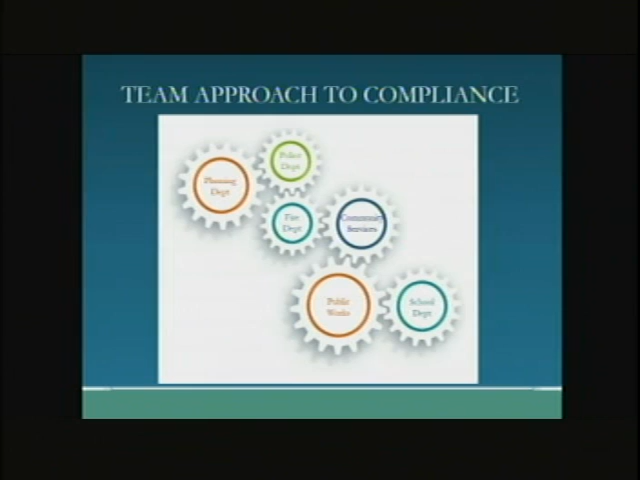 TEAM APPROACH TO COMPLIANCE
Planning
Dept
Police
Dept
Fire
Dept
Community
Services
Public
Works
School
Dept